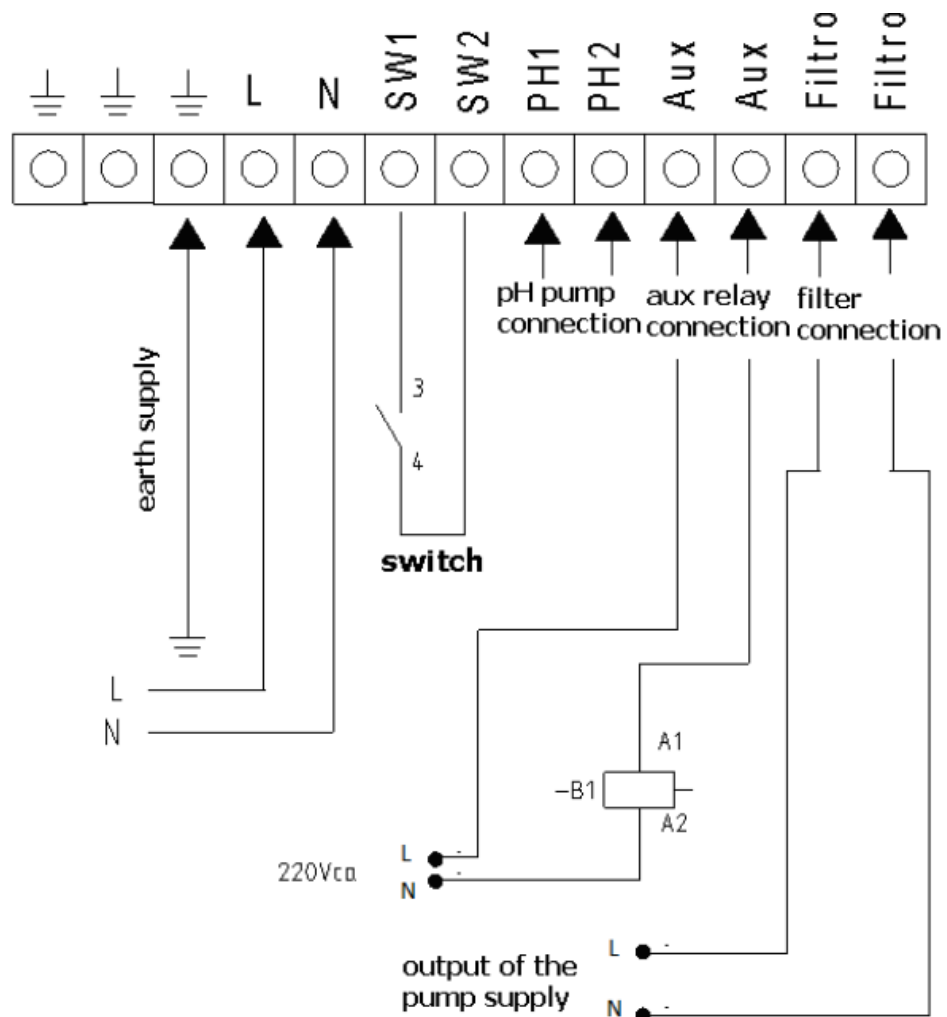 L
N
SW1
SW2
PH1
PH2
Aux
Aux
Filtro
Filtro
pH pump
connection
aux relay
connection
filter
connection
earth supply
3
4
switch
L
N
A1
-B1
A2
220Vca
L
N
output of the
pump supply
L
N